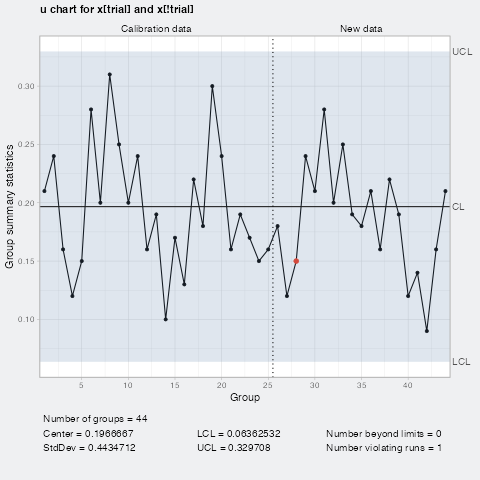 u chart for x[trial] and x[!trial]
Calibration data New data
UCL
0.30
0.25
0.20
CL
0.15
0.10
LCL
Group summary statistics
5 10 15 20 25 30 35 40
Group
Number of groups = 44
Center = 0.1966667 LCL = 0.06362532 Number beyond limits = 0
StdDev = 0.4434712 UCL = 0.329708 Number violating runs = 1